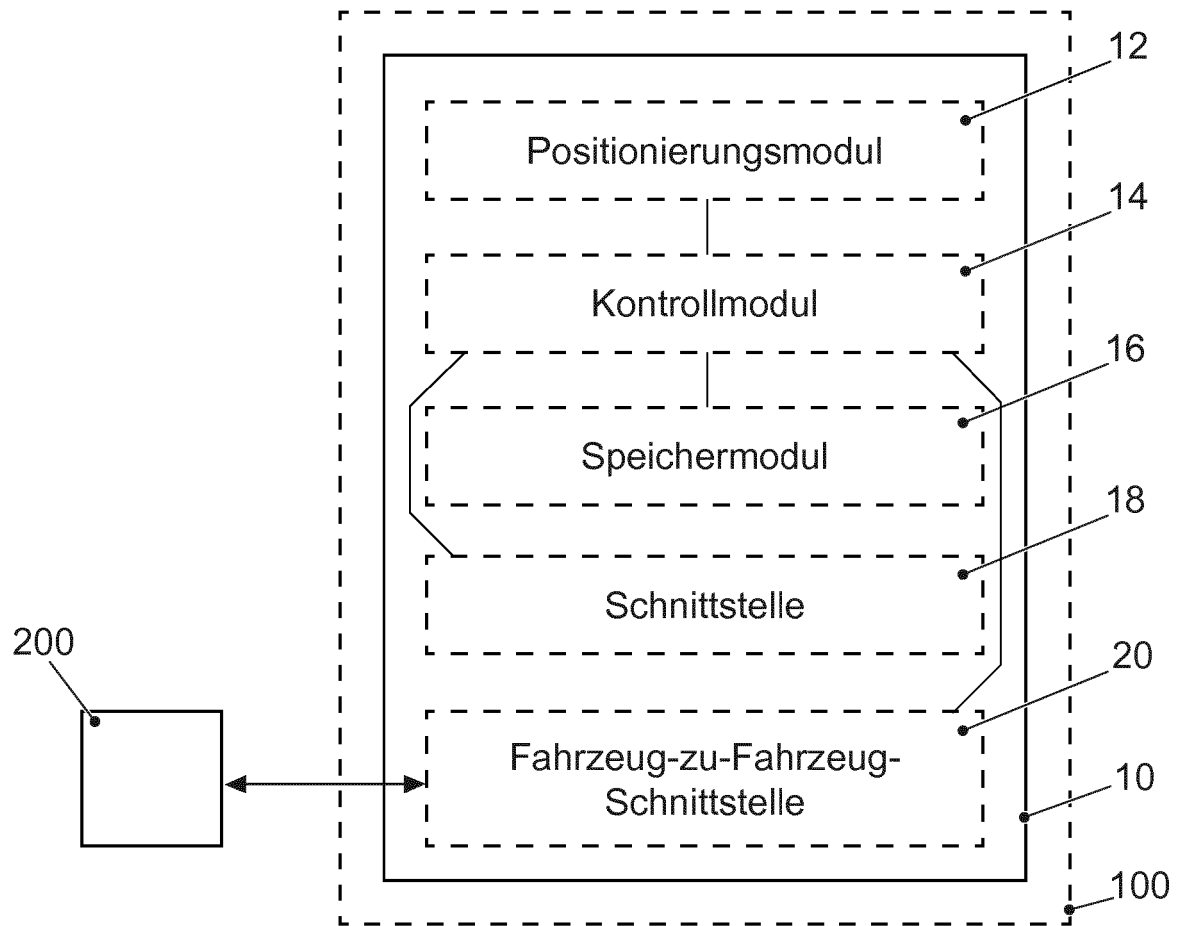 12
Positionierungsmodul
14
Kontrollmodul
16
Speichermodul
18
Schnittstelle
200
20
Fahrzeug-zu-Fahrzeug-
Schnittstelle
10
100